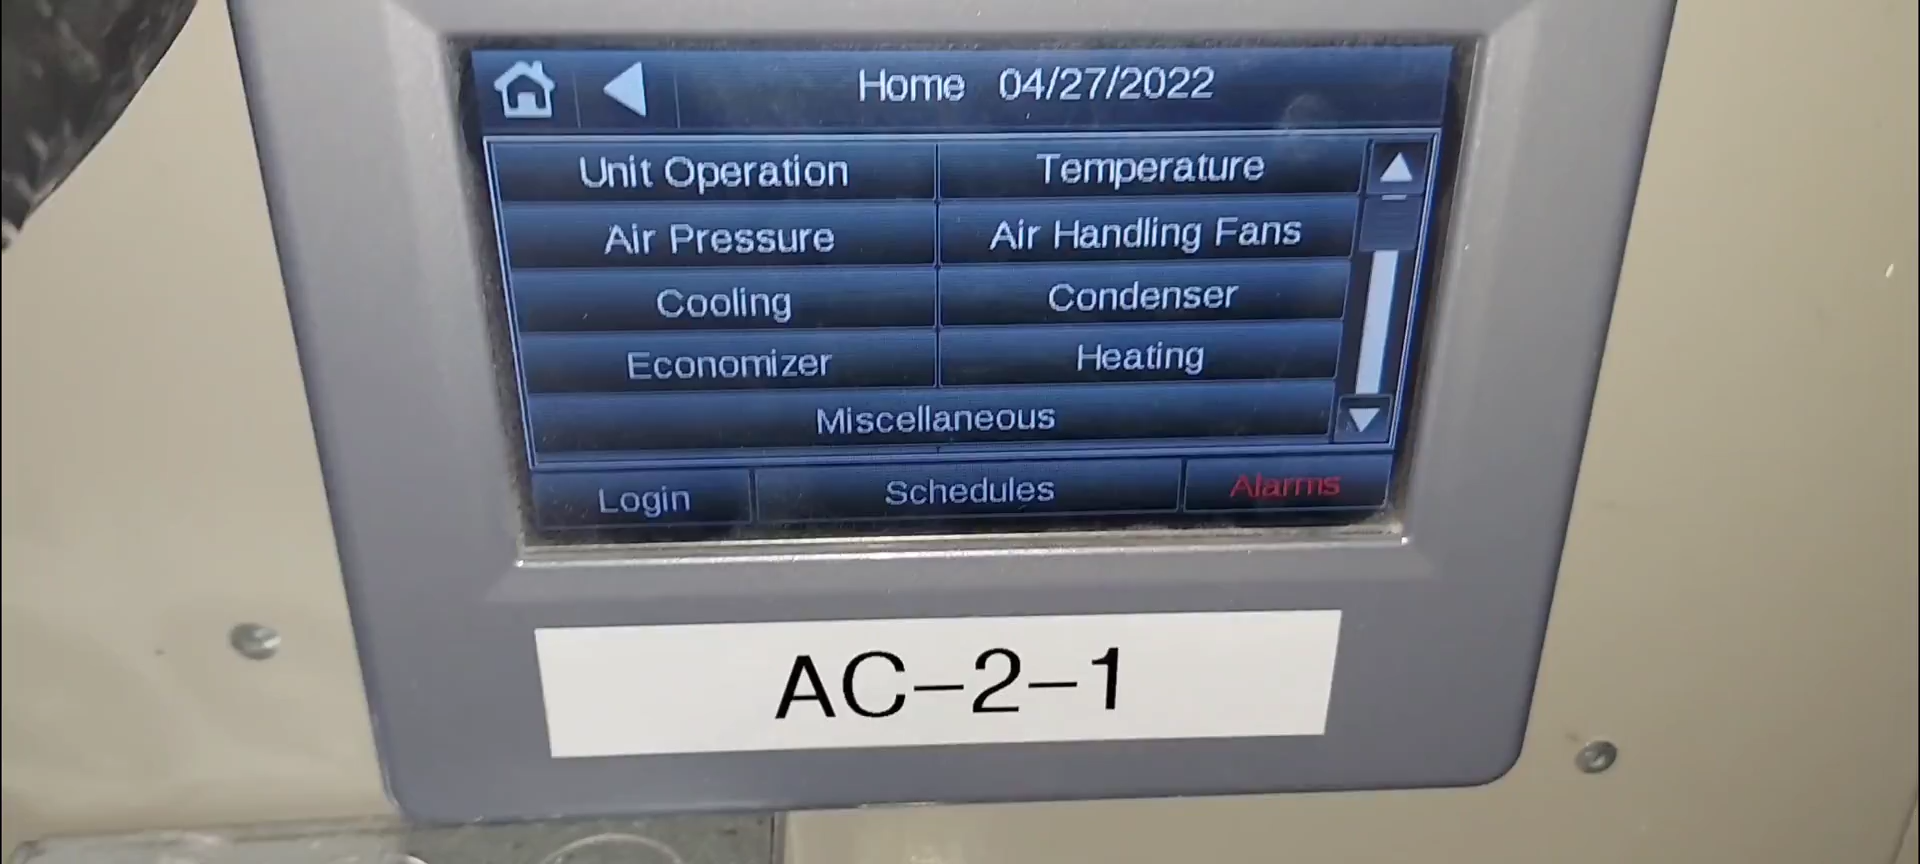 Home 04/27/2022
Unit Operation Temperature
Air Pressure Air Handling Fans
Cooling Condenser
Economizer Heating
Miscellaneous
Login Schedules Alarms
AC-2-1